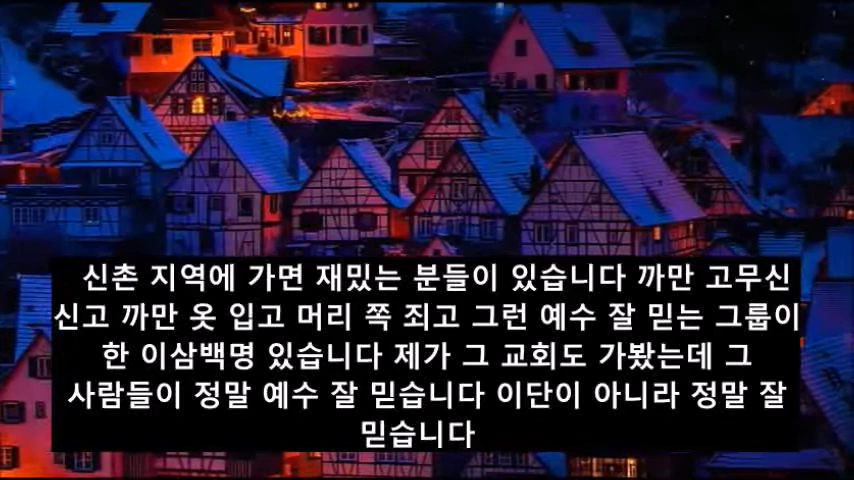 신촌 지역에 가면 재밌는 분들이 있습니다 까만 고무신
신고 까만 옷 입고 머리 쪽 죄고 그런 예수 잘 믿는 그룹이
한 이삼백명 있습니다 제가 그 교회도 가봤는데 그
사람들이 정말 예수 잘 믿습니다 이단이 아니라 정말 잘
믿습니다